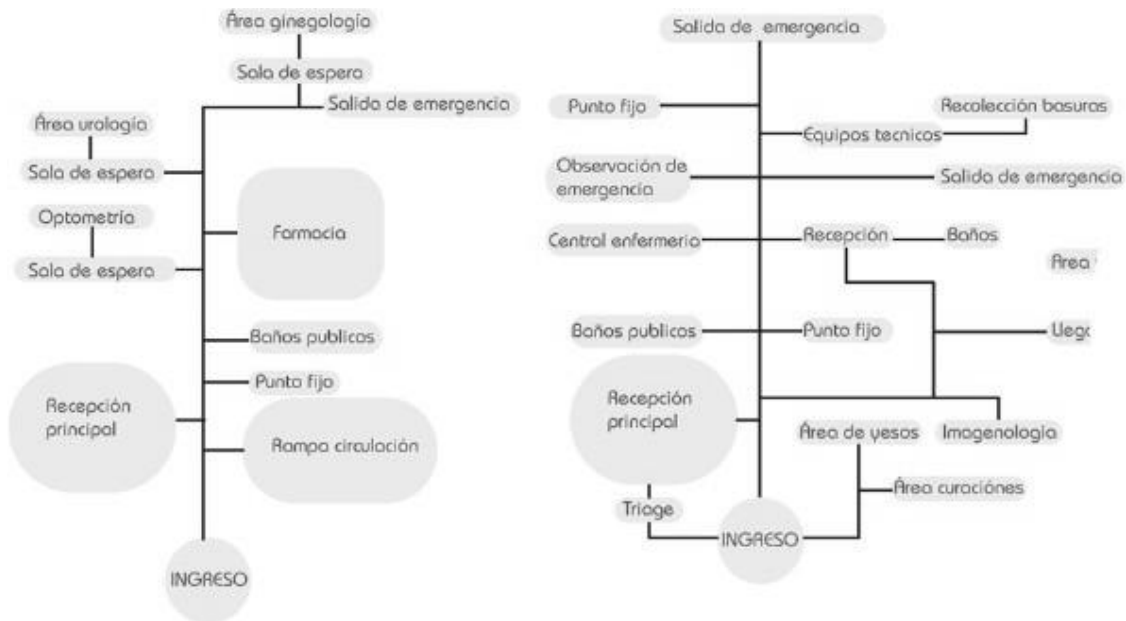 Área ginegología
Sala de espera
Salida de emergencia
Área urología
Sala de espera
Optometria
Sala de espera
Farmacia
Baños publicos
Punto fijo
Recepción
principal
Rampa circulación
INGRESO
Salida de emergencia
Punto fijo
Recolección basuras
Equipos tecnicos
Observación de
emergencia
Salida de emergencia
Central enfermeria
Recepción
Baños
Área
Baños publicos
Punto fijo
Recepción
principal
Área de yesos
Imagenología
Área curaciónes
Triage
INGRESO